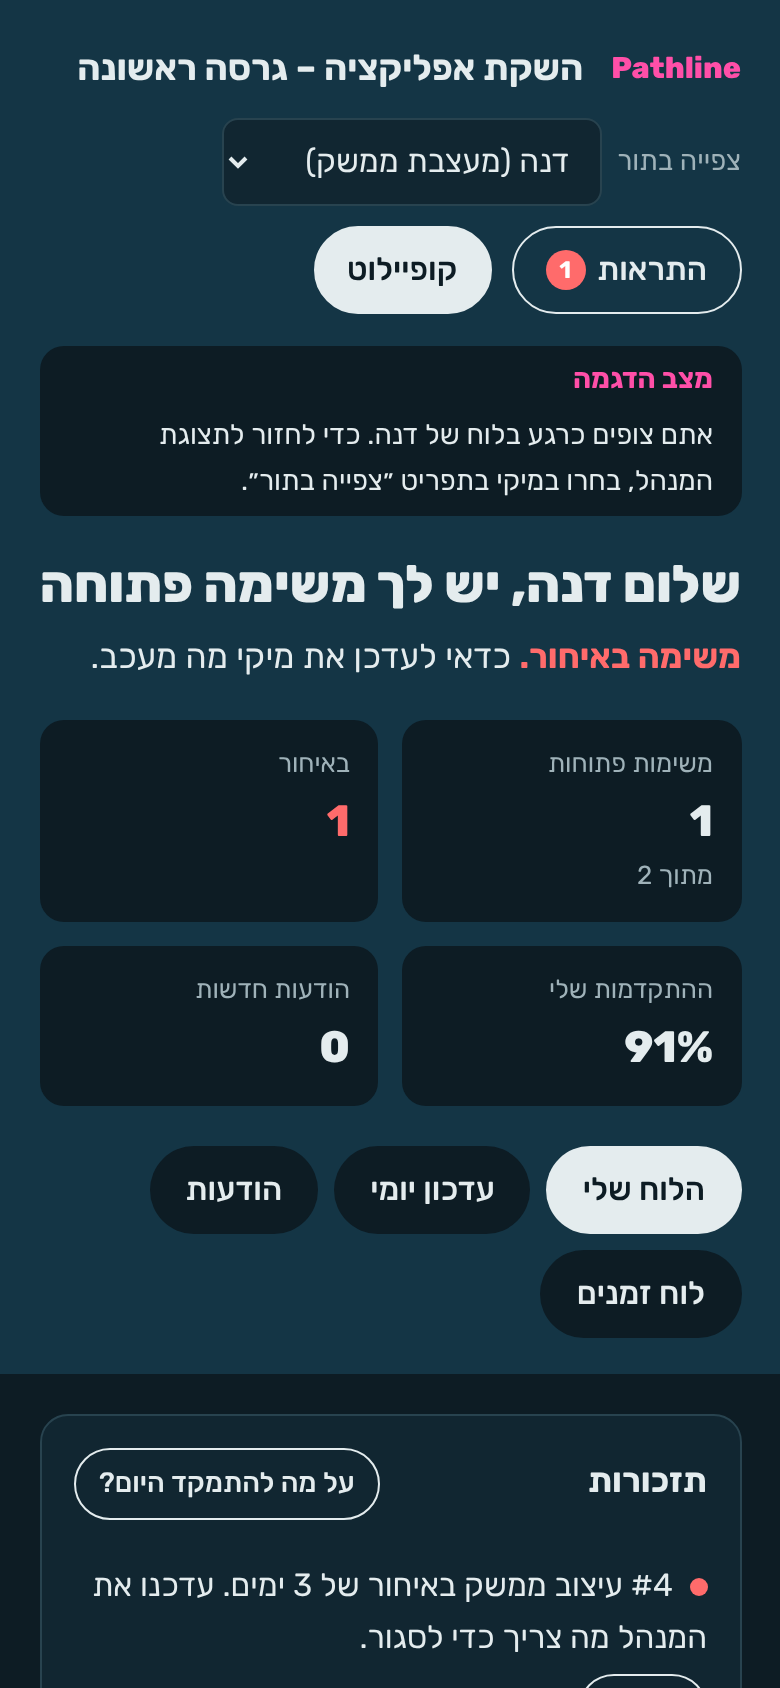 Pathline השקת אפליקציה – גרסה ראשונה
צפייה בתור דנה (מעצבת ממשק)
התראות 1 קופיילוט
מצב הדגמה
אתם צופים כרגע בלוח של דנה. כדי לחזור לתצוגת
המנהל, בחרו במיקי בתפריט ״צפייה בתור״.
שלום דנה, יש לך משימה פתוחה
משימה באיחור. כדאי לעדכן את מיקי מה מעכב.
משימות פתוחות
1
מתוך 2
באיחור
1
ההתקדמות שלי
91%
הודעות חדשות
0
הלוח שלי עדכון יומי הודעות
לוח זמנים
תזכורות על מה להתמקד היום?
#4 עיצוב ממשק באיחור של 3 ימים. עדכנו את
המנהל מה צריך כדי לסגור.